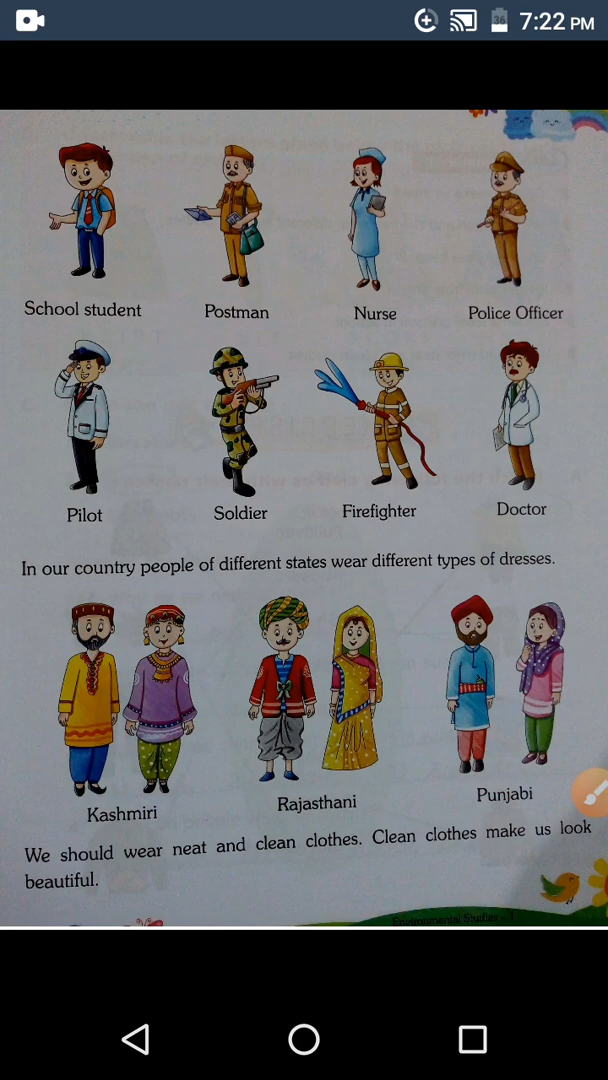 36 7:22 PM
School student Postman Nurse Police Officer
Pilot Soldier Firefighter Doctor
In our country people of different states wear different types of dresses.
Kashmiri Rajasthani Punjabi
We should wear neat and clean clothes. Clean clothes make us look
beautiful.
Environmental Studies - 1